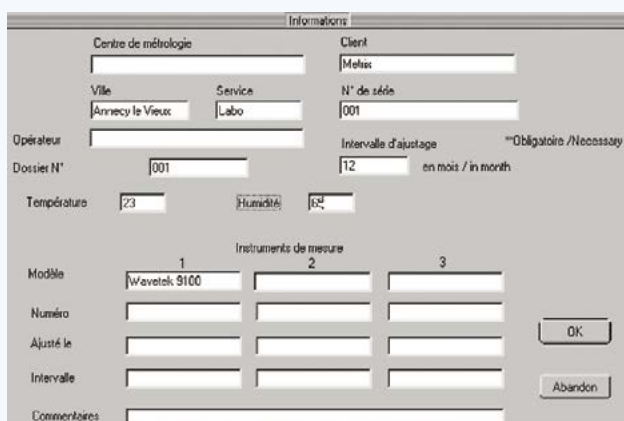 Informations
Centre de métrologie Client
Metrix
Ville Service N° de série
Annecy le Vieux Labo 001
Opérateur Intervalle d'ajustage **Obligatoire /Necessary
Dossier N° 001 12 en mois / in month
Température 23 Humidité
Instruments de mesure
1 2 3
Modèle Wavetek 9100
Numéro
Ajusté le OK
Intervalle
Abandon
Commentaires